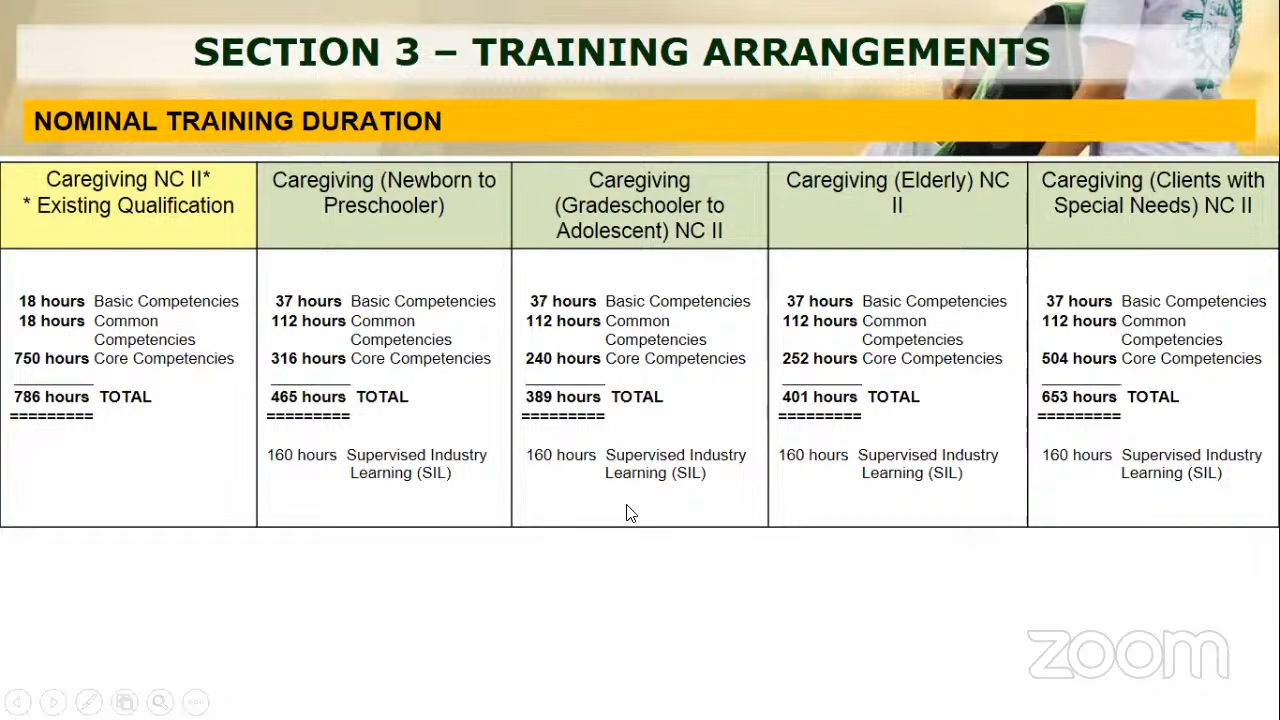 SECTION 3 – TRAINING ARRANGEMENTS
NOMINAL TRAINING DURATION
Caregiving NC II*
* Existing Qualification
18 hours Basic Competencies
18 hours Common
Competencies
750 hours Core Competencies
786 hours TOTAL
=========
Caregiving (Newborn to
Preschooler)
37 hours Basic Competencies
112 hours Common
Competencies
316 hours Core Competencies
465 hours TOTAL
=========
160 hours Supervised Industry
Learning (SIL)
Caregiving
(Gradeschooler to
Adolescent) NC II
37 hours Basic Competencies
112 hours Common
Competencies
240 hours Core Competencies
389 hours TOTAL
=========
160 hours Supervised Industry
Learning (SIL)
Caregiving (Elderly) NC
II
37 hours Basic Competencies
112 hours Common
Competencies
252 hours Core Competencies
401 hours TOTAL
=========
160 hours Supervised Industry
Learning (SIL)
Caregiving (Clients with
Special Needs) NC II
37 hours Basic Competencies
112 hours Common
Competencies
504 hours Core Competencies
653 hours TOTAL
=========
160 hours Supervised Industry
Learning (SIL)
zoom